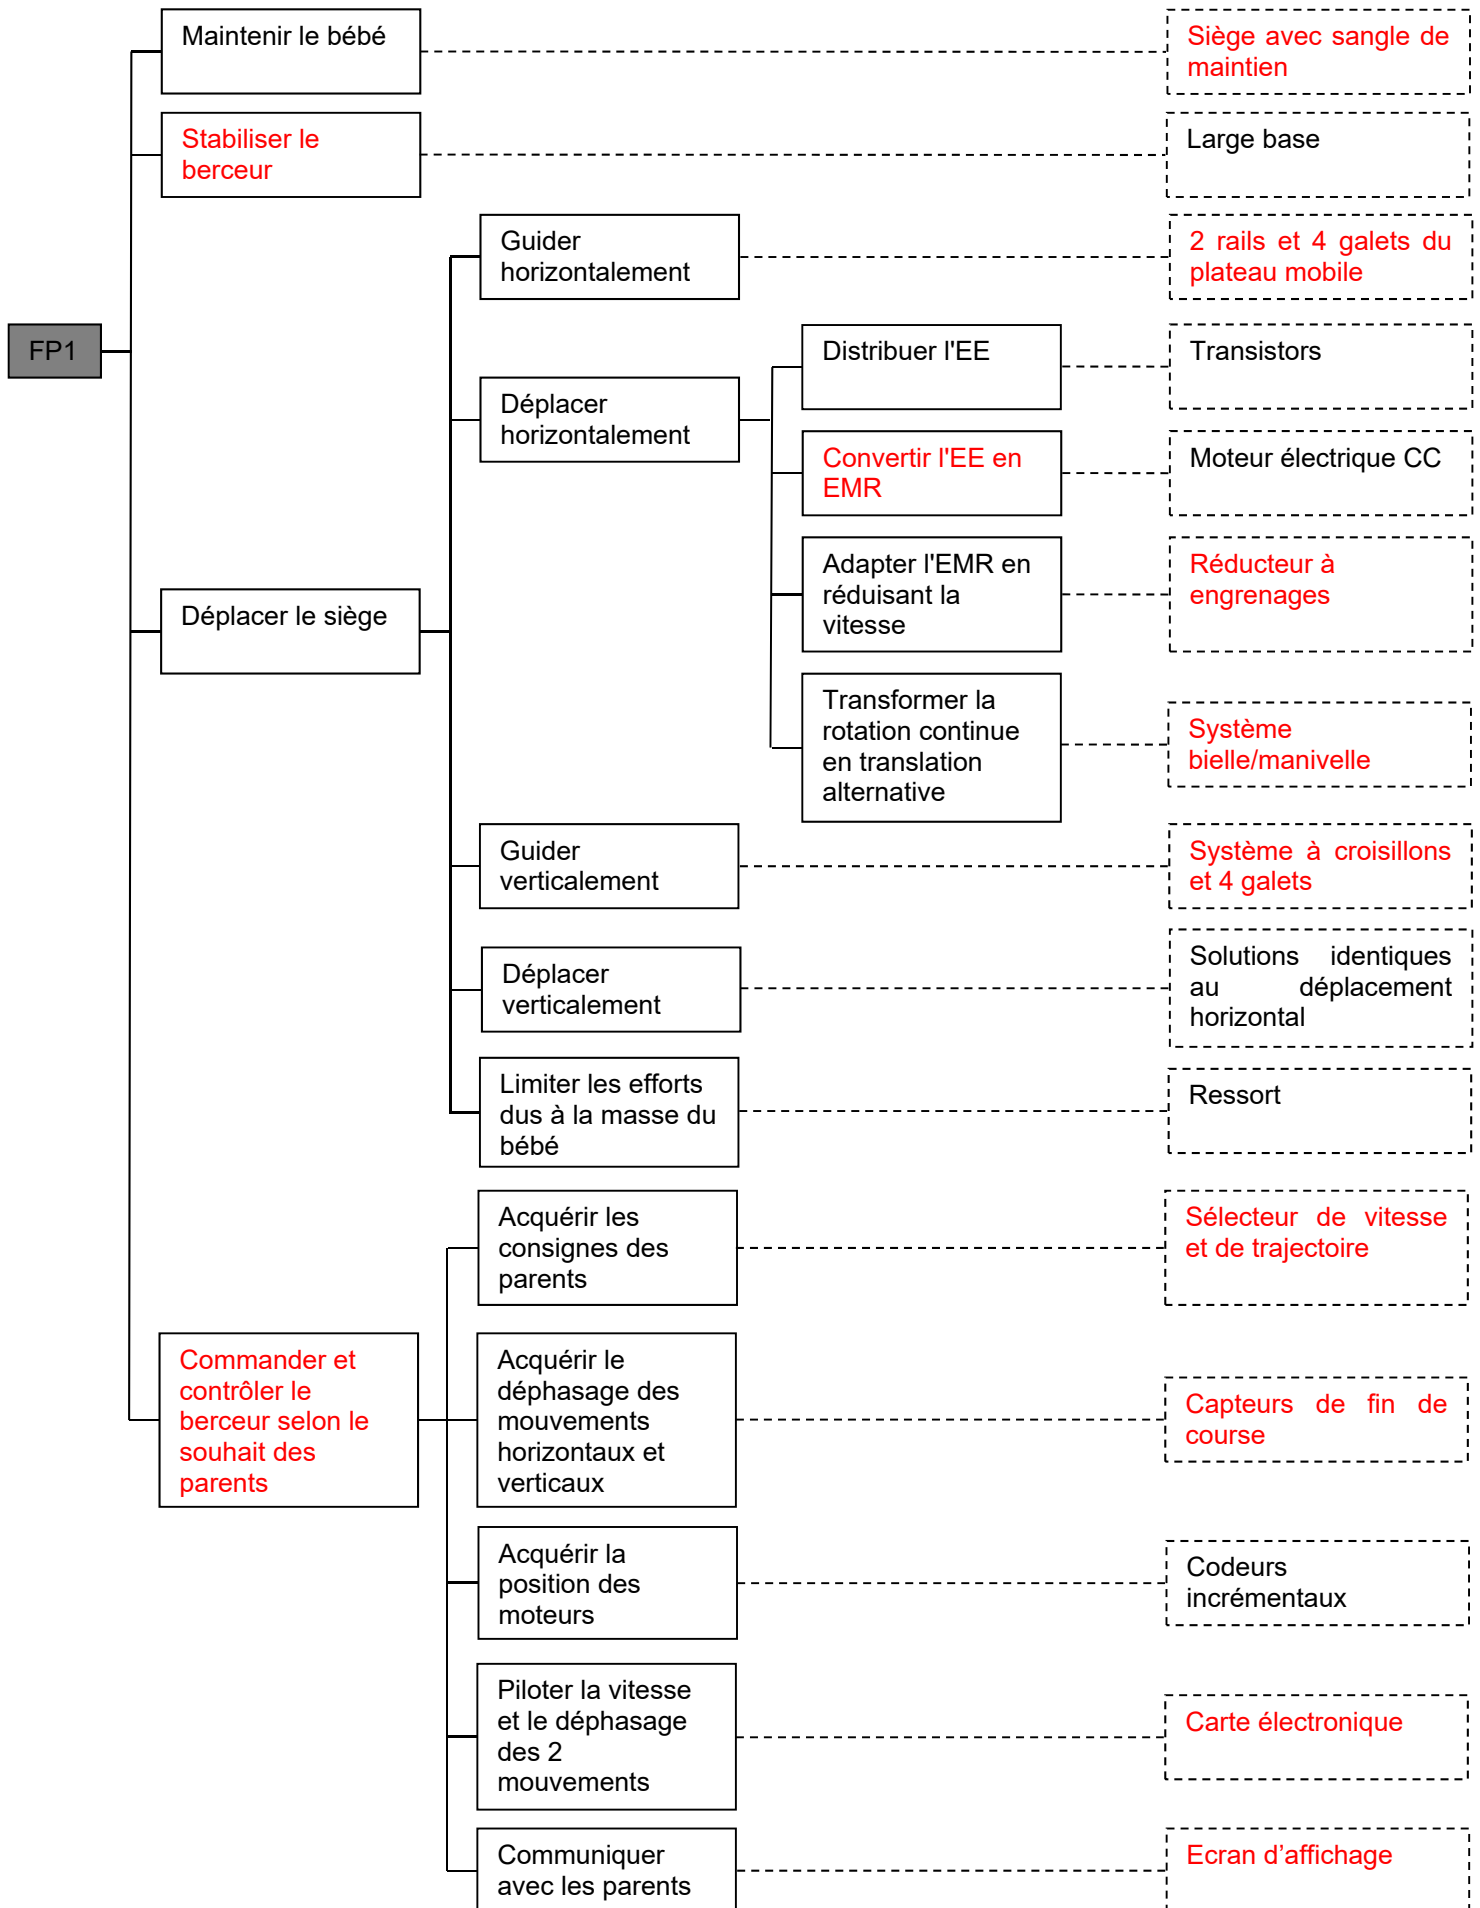 Maintenir le bébé
Siège avec sangle de
maintien
Stabiliser le
berceur
Large base
Guider
horizontalement
2 rails et 4 galets du
plateau mobile
FP1
Distribuer l'EE
Transistors
Déplacer
horizontalement
Convertir l'EE en
EMR
Moteur électrique CC
Adapter l'EMR en
réduisant la
vitesse
Réducteur à
engrenages
Déplacer le siège
Transformer la
rotation continue
en translation
alternative
Système
bielle/manivelle
Guider
verticalement
Système à croisillons
et 4 galets
Déplacer
verticalement
Solutions identiques
au déplacement
horizontal
Limiter les efforts
dus à la masse du
bébé
Ressort
Acquérir les
consignes des
parents
Sélecteur de vitesse
et de trajectoire
Commander et
contrôler le
berceur selon le
souhait des
parents
Acquérir le
déphasage des
mouvements
horizontaux et
verticaux
Capteurs de fin de
course
Acquérir la
position des
moteurs
Codeurs
incrémentaux
Piloter la vitesse
et le déphasage
des 2
mouvements
Carte électronique
Communiquer
avec les parents
Ecran d’affichage